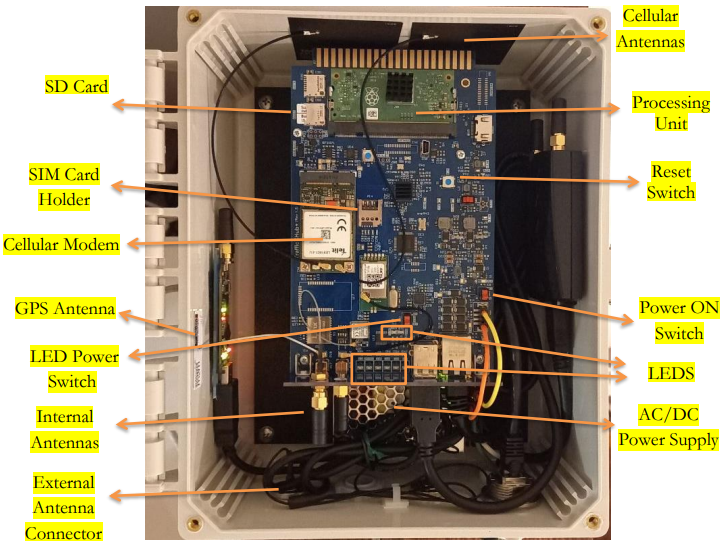 Cellular
Antennas
SD Card
Processing
Unit
SIM Card
Holder
Reset
Switch
Cellular Modem
Telit
GPS Antenna
Power ON
Switch
LED Power
Switch
LEDS
Internal
Antennas
AC/DC
Power Supply
External
Antenna
Connector